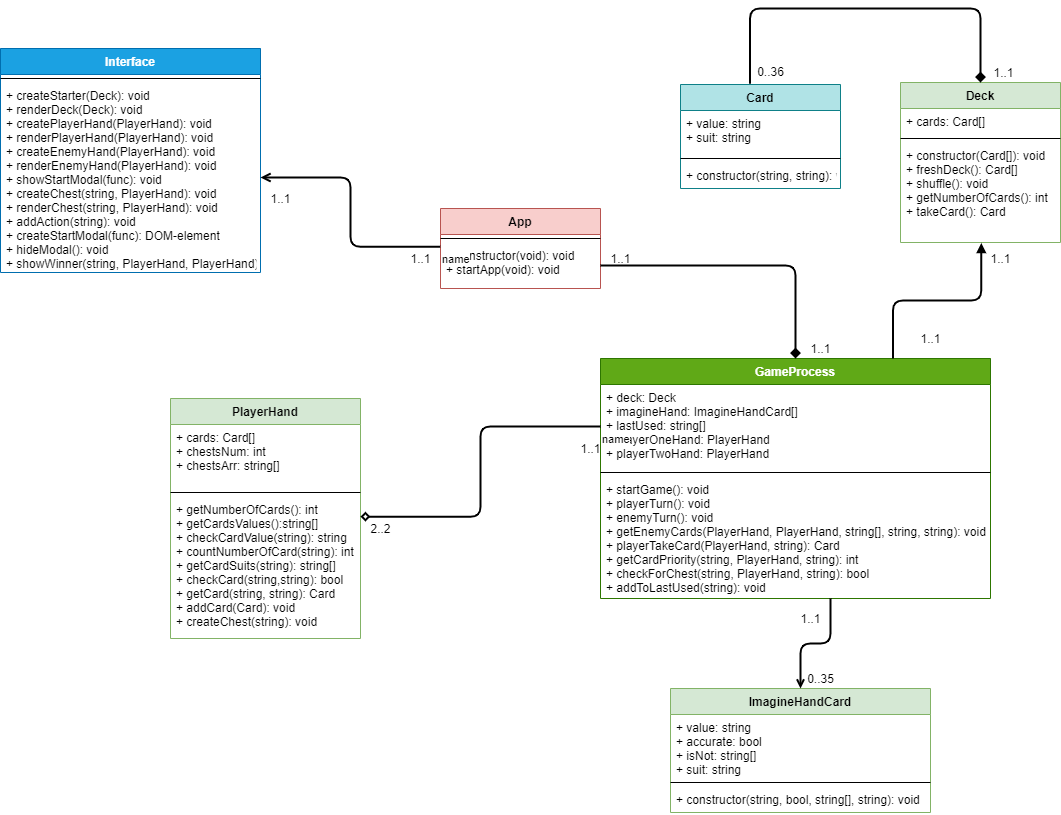 Interface
+ createStarter(Deck): void
+ renderDeck(Deck): void
+ createPlayerHand(PlayerHand): void
+ renderPlayerHand(PlayerHand): void
+ createEnemyHand(PlayerHand): void
+ renderEnemyHand(PlayerHand): void
+ showStartModal(func): void
+ createChest(string, PlayerHand): void
+ renderChest(string, PlayerHand): void
+ addAction(string): void
+ createStartModal(func): DOM-element
+ hideModal(): void
+ showWinner(string, PlayerHand, PlayerHand)
1..1
1..1
App
name
nstructor(void): void
+ startApp(void): void
1..1
1..1
0..36
Card
+ value: string
+ suit: string
+ constructor(string, string):
1..1
Deck
+ cards: Card[]
+ constructor(Card[]): void
+ freshDeck(): Card[]
+ shuffle(): void
+ getNumberOfCards(): int
+ takeCard(): Card
1..1
1..1
GameProcess
+ deck: Deck
+ imagineHand: ImagineHandCard[]
+ lastUsed: string[]
name
yerOneHand: PlayerHand
+ playerTwoHand: PlayerHand
+ startGame(): void
+ playerTurn(): void
+ enemyTurn(): void
+ getEnemyCards(PlayerHand, PlayerHand, string[], string, string): void
+ playerTakeCard(PlayerHand, string): Card
+ getCardPriority(string, PlayerHand, string): int
+ checkForChest(string, PlayerHand, string): bool
+ addToLastUsed(string): void
1..1
2..2
PlayerHand
+ cards: Card[]
+ chestsNum: int
+ chestsArr: string[]
+ getNumberOfCards(): int
+ getCardsValues():string[]
+ checkCardValue(string): string
+ countNumberOfCard(string): int
+ getCardSuits(string): string[]
+ checkCard(string,string): bool
+ getCard(string, string): Card
+ addCard(Card): void
+ createChest(string): void
1..1
0..35
ImagineHandCard
+ value: string
+ accurate: bool
+ isNot: string[]
+ suit: string
+ constructor(string, bool, string[], string): void